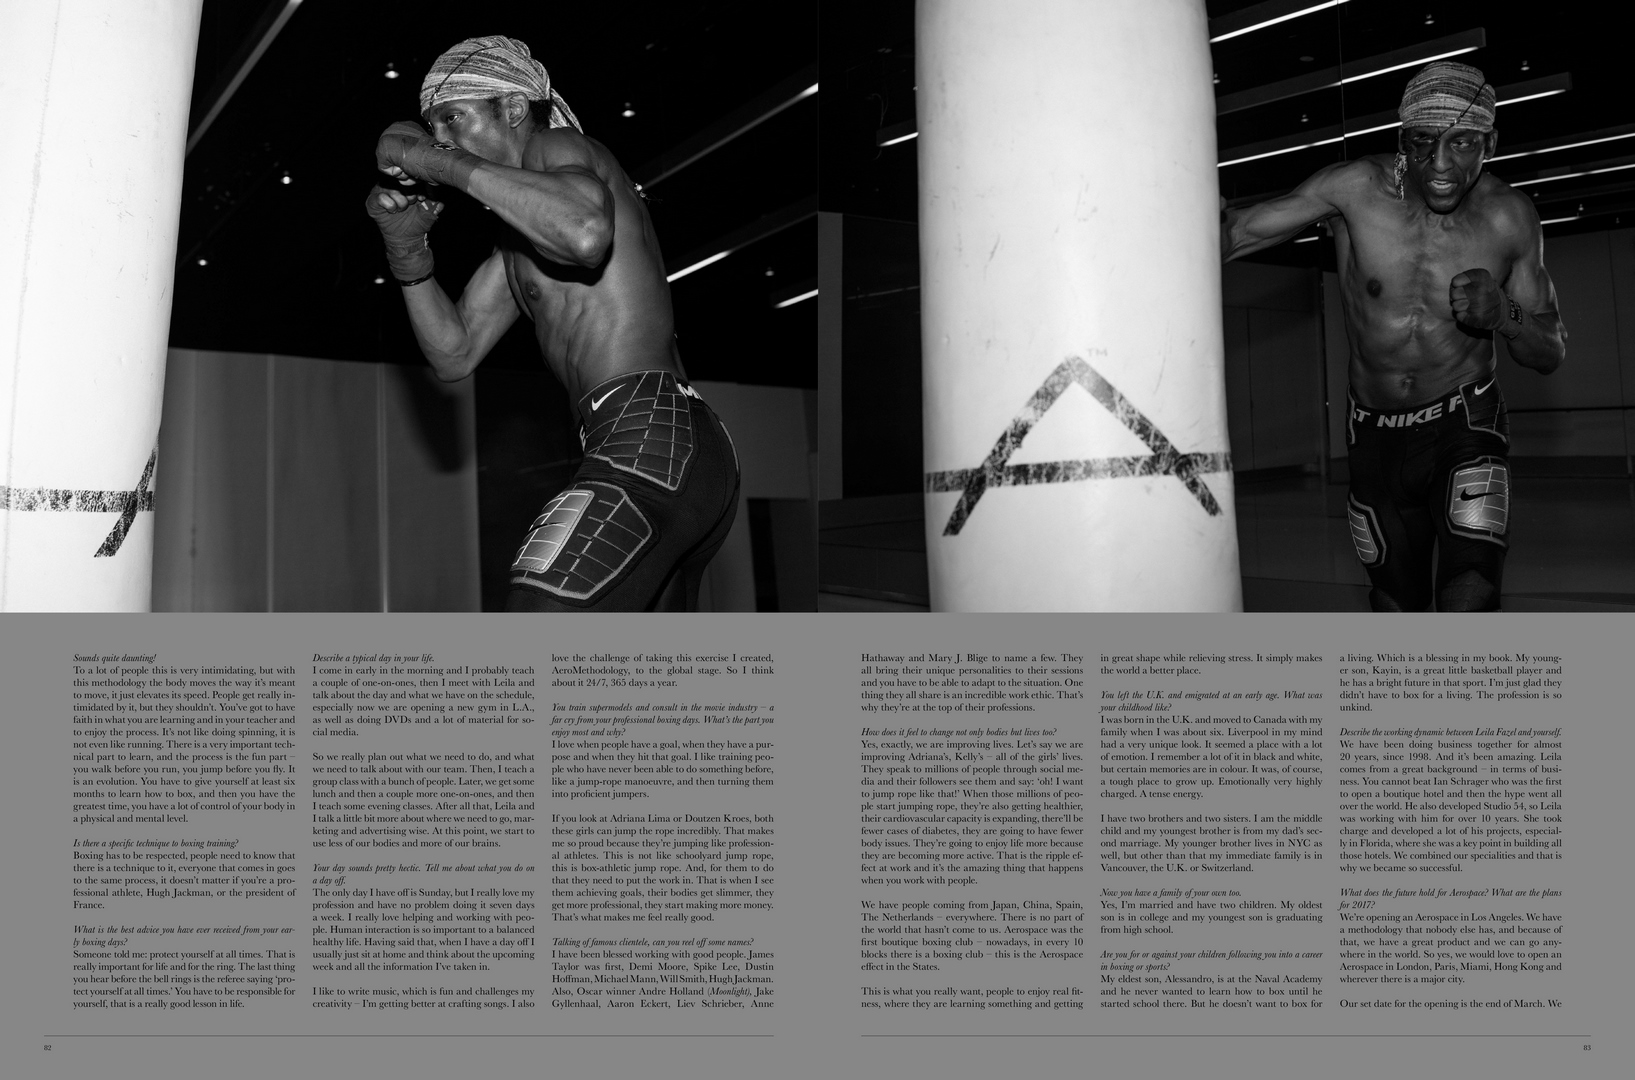 ™
AT NIKE P
Sounds quite daunting!
To a lot of people this is very intimidating, but with
this methodology the body moves the way it's meant
to move, it just elevates its speed. People get really in-
timidated by it, but they shouldn't. You've got to have
faith in what you are learning and in your teacher and
to enjoy the process. It's not like doing spinning, it is
not even like running. There is a very important tech-
nical part to learn, and the process is the fun part –
you walk before you run, you jump before you fly. It
is an evolution. You have to give yourself at least six
months to learn how to box, and then you have the
greatest time, you have a lot of control of your body in
a physical and mental level.
Is there a specific technique to boxing training?
Boxing has to be respected, people need to know that
there is a technique to it, everyone that comes in goes
to the same process, it doesn't matter if you're a pro-
fessional athlete, Hugh Jackman, or the president of
France.
What is the best advice you have ever received from your ear-
ly boxing days?
Someone told me: protect yourself at all times. That is
really important for life and for the ring. The last thing
you hear before the bell rings is the referee saying 'pro-
tect yourself at all times.' You have to be responsible for
yourself, that is a really good lesson in life.
Describe a typical day in your life.
I come in early in the morning and I probably teach
a couple of one-on-ones, then I meet with Leila and
talk about the day and what we have on the schedule,
especially now we are opening a new gym in L.A.,
as well as doing DVDs and a lot of material for so-
cial media.
So we really plan out what we need to do, and what
we need to talk about with our team. Then, I teach a
group class with a bunch of people. Later, we get some
lunch and then a couple more one-on-ones, and then
I teach some evening classes. After all that, Leila and
I talk a little bit more about where we need to go, mar-
keting and advertising wise. At this point, we start to
use less of our bodies and more of our brains.
Your day sounds pretty hectic. Tell me about what you do on
a day off.
The only day I have off is Sunday, but I really love my
profession and have no problem doing it seven days
a week. I really love helping and working with peo-
ple. Human interaction is so important to a balanced
healthy life. Having said that, when I have a day off I
usually just sit at home and think about the upcoming
week and all the information I've taken in.
I like to write music, which is fun and challenges my
creativity – I'm getting better at crafting songs. I also
love the challenge of taking this exercise I created,
AeroMethodology, to the global stage. So I think
about it 24/7, 365 days a year.
You train supermodels and consult in the movie industry – a
far cry from your professional boxing days. What's the part you
enjoy most and why?
I love when people have a goal, when they have a pur-
pose and when they hit that goal. I like training peo-
ple who have never been able to do something before,
like a jump-rope manoeuvre, and then turning them
into proficient jumpers.
If you look at Adriana Lima or Doutzen Kroes, both
these girls can jump the rope incredibly. That makes
me so proud because they're jumping like profession-
al athletes. This is not like schoolyard jump rope,
this is box-athletic jump rope. And, for them to do
that they need to put the work in. That is when I see
them achieving goals, their bodies get slimmer, they
get more professional, they start making more money.
That's what makes me feel really good.
Talking of famous clientele, can you reel off some names?
I have been blessed working with good people. James
Taylor was first, Demi Moore, Spike Lee, Dustin
Hoffman, Michael Mann, Will Smith, Hugh Jackman.
Also, Oscar winner Andre Holland (Moonlight), Jake
Gyllenhaal, Aaron Eckert, Liev Schrieber, Anne
82
Hathaway and Mary J. Blige to name a few. They
all bring their unique personalities to their sessions
and you have to be able to adapt to the situation. One
thing they all share is an incredible work ethic. That's
why they're at the top of their professions.
How does it feel to change not only bodies but lives too?
Yes, exactly, we are improving lives. Let's say we are
improving Adriana's, Kelly's – all of the girls' lives.
They speak to millions of people through social me-
dia and their followers see them and say: 'oh! I want
to jump rope like that!' When those millions of peo-
ple start jumping rope, they're also getting healthier,
their cardiovascular capacity is expanding, there'll be
fewer cases of diabetes, they are going to have fewer
body issues. They're going to enjoy life more because
they are becoming more active. That is the ripple ef-
fect at work and it's the amazing thing that happens
when you work with people.
We have people coming from Japan, China, Spain,
The Netherlands – everywhere. There is no part of
the world that hasn't come to us. Aerospace was the
first boutique boxing club – nowadays, in every 10
blocks there is a boxing club – this is the Aerospace
effect in the States.
This is what you really want, people to enjoy real fit-
ness, where they are learning something and getting
in great shape while relieving stress. It simply makes
the world a better place.
You left the U.K. and emigrated at an early age. What was
your childhood like?
I was born in the U.K. and moved to Canada with my
family when I was about six. Liverpool in my mind
had a very unique look. It seemed a place with a lot
of emotion. I remember a lot of it in black and white,
but certain memories are in colour. It was, of course,
a tough place to grow up. Emotionally very highly
charged. A tense energy.
I have two brothers and two sisters. I am the middle
child and my youngest brother is from my dad's sec-
ond marriage. My younger brother lives in NYC as
well, but other than that my immediate family is in
Vancouver, the U.K. or Switzerland.
Now you have a family of your own too.
Yes, I'm married and have two children. My oldest
son is in college and my youngest son is graduating
from high school.
Are you for or against your children following you into a career
in boxing or sports?
My eldest son, Alessandro, is at the Naval Academy
and he never wanted to learn how to box until he
started school there. But he doesn't want to box for
a living. Which is a blessing in my book. My young-
er son, Kayin, is a great little basketball player and
he has a bright future in that sport. I'm just glad they
didn't have to box for a living. The profession is so
unkind.
Describe the working dynamic between Leila Fazel and yourself.
We have been doing business together for almost
20 years, since 1998. And it's been amazing. Leila
comes from a great background – in terms of busi-
ness. You cannot beat Ian Schrager who was the first
to open a boutique hotel and then the hype went all
over the world. He also developed Studio 54, so Leila
was working with him for over 10 years. She took
charge and developed a lot of his projects, especial-
ly in Florida, where she was a key point in building all
those hotels. We combined our specialities and that is
why we became so successful.
What does the future hold for Aerospace? What are the plans
for 2017?
We're opening an Aerospace in Los Angeles. We have
a methodology that nobody else has, and because of
that, we have a great product and we can go any-
where in the world. So yes, we would love to open an
Aerospace in London, Paris, Miami, Hong Kong and
wherever there is a major city.
Our set date for the opening is the end of March. We
83